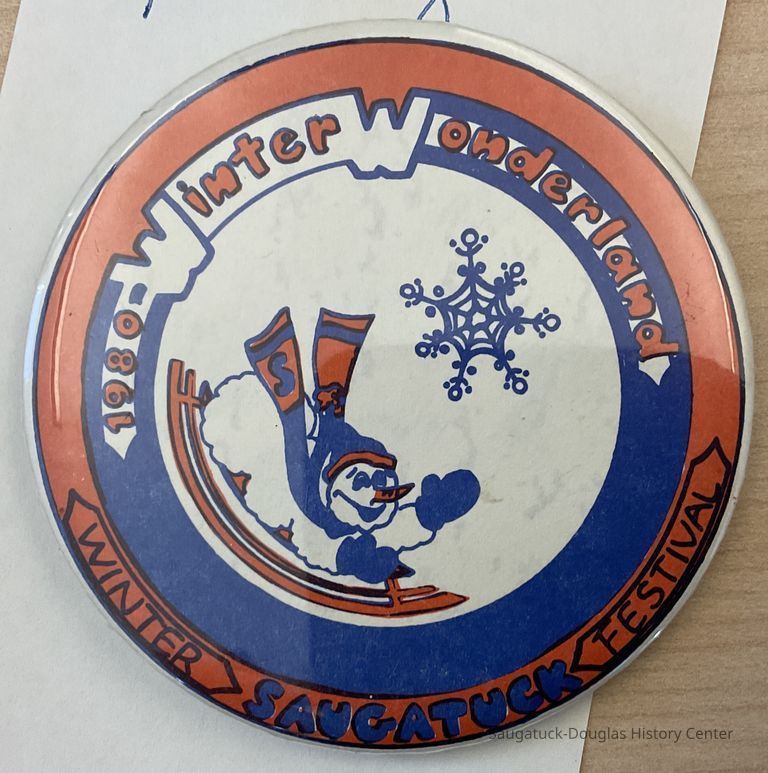 1980-Winter Wonderland
WINTER SAUGATUCK FESTIVAL
S
Saugatuck-Douglas History Center